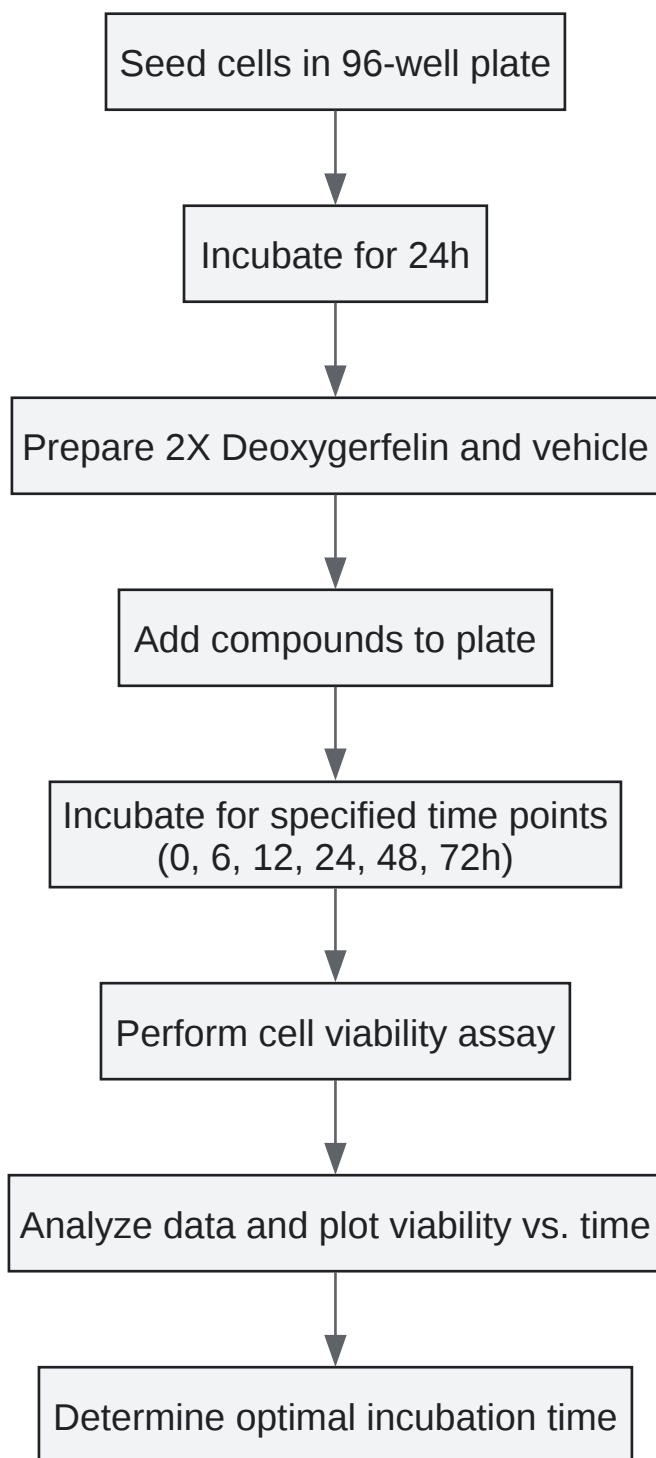 Seed cells in 96-well plate
Incubate for 24h
Prepare 2X Deoxygerfelin and vehicle
Add compounds to plate
Incubate for specified time points
(0, 6, 12, 24, 48, 72h)
Perform cell viability assay
Analyze data and plot viability vs. time
Determine optimal incubation time